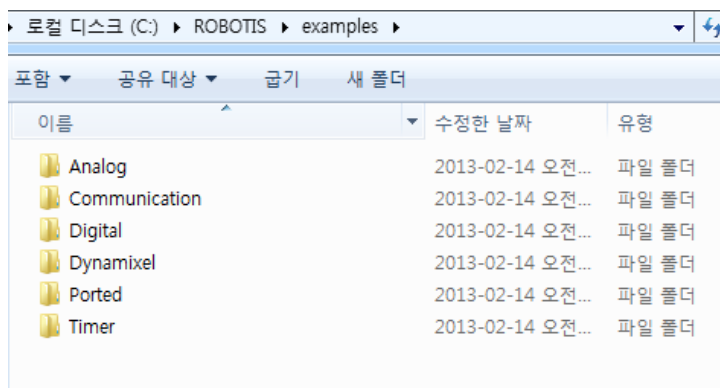 로컬 디스크 (C:) ▸ ROBOTIS ▸ examples ▸
포함 ▼ 공유 대상 ▼ 굽기 새 폴더
이름 수정한 날짜 유형
Analog 2013-02-14 오전... 파일 폴더
Communication 2013-02-14 오전... 파일 폴더
Digital 2013-02-14 오전... 파일 폴더
Dynamixel 2013-02-14 오전... 파일 폴더
Ported 2013-02-14 오전... 파일 폴더
Timer 2013-02-14 오전... 파일 폴더